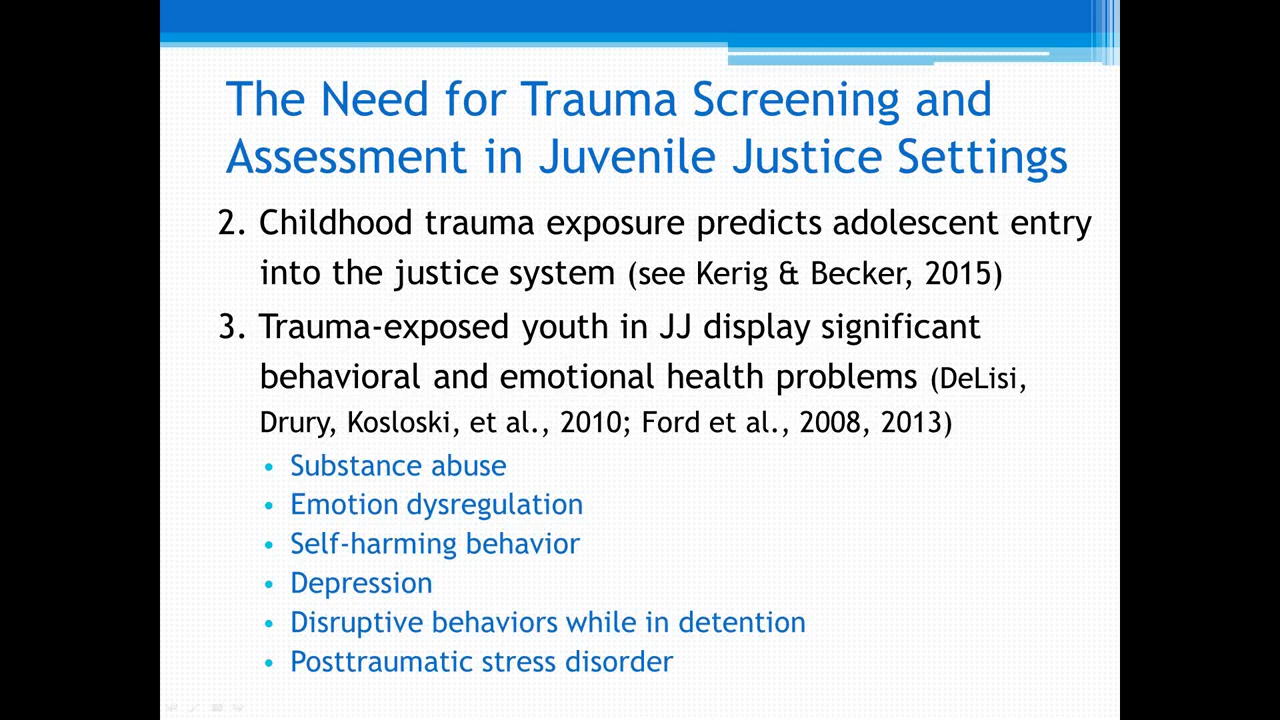 The Need for Trauma Screening and
Assessment in Juvenile Justice Settings
2. Childhood trauma exposure predicts adolescent entry
into the justice system (see Kerig & Becker, 2015)
3. Trauma-exposed youth in JJ display significant
behavioral and emotional health problems (DeLisi,
Drury, Kosloski, et al., 2010; Ford et al., 2008, 2013)
• Substance abuse
• Emotion dysregulation
• Self-harming behavior
• Depression
• Disruptive behaviors while in detention
• Posttraumatic stress disorder